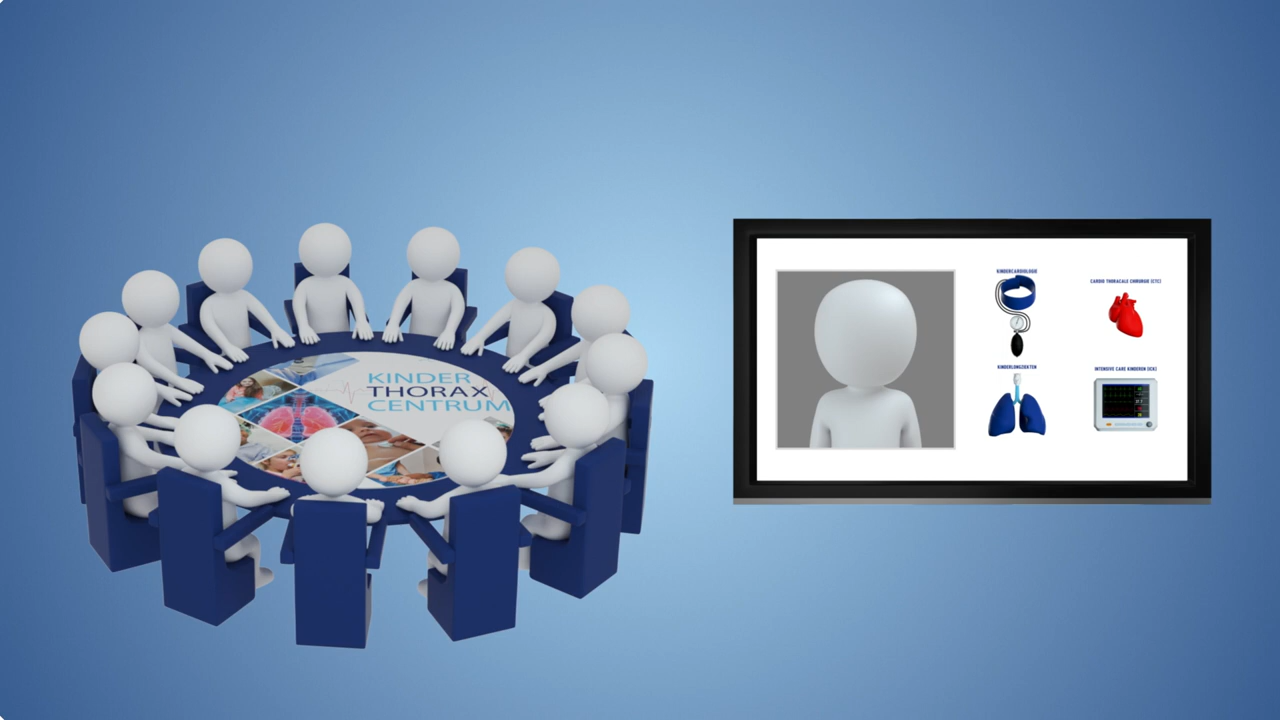 KINDER
THORAX
CENTRUM
KINDERCARDIOLOGIE
CARDIO THORACALE CHIRURGIE (CTC)
KINDERLONGZIEKTEN
INTENSIVE CARE KINDEREN (ICK)